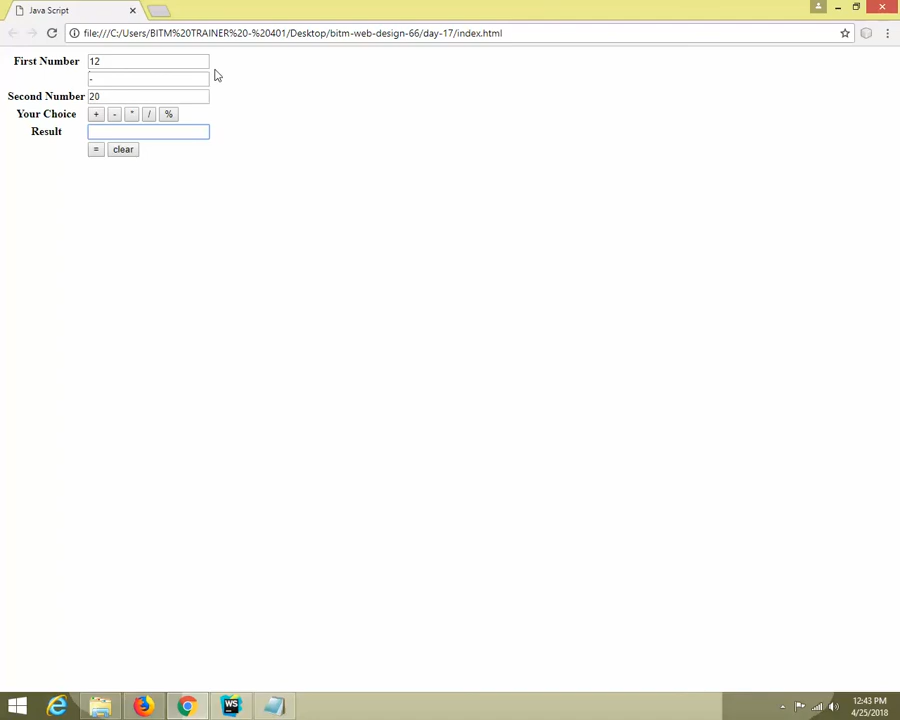 Java Script
file:///C:/Users/BITM%20TRAINER%20-%20401/Desktop/bitm-web-design-66/day-17/index.html
First Number 12
-
Second Number 20
Your Choice + - * / %
Result
= clear
WS
12:43 PM
4/25/2018